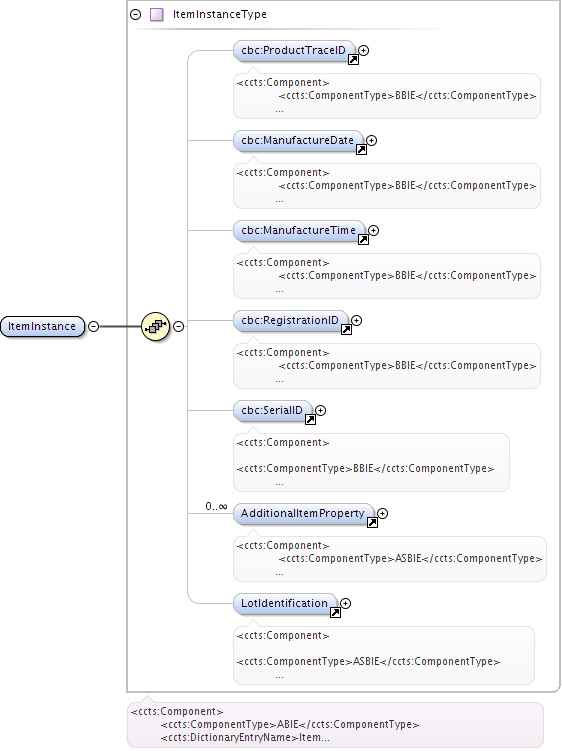 ItemInstanceType
cbc:ProductTraceID
<ccts:Component>
<ccts:ComponentType>BBIE</ccts:ComponentType>
...
cbc:ManufactureDate
<ccts:Component>
<ccts:ComponentType>BBIE</ccts:ComponentType>
...
cbc:ManufactureTime
<ccts:Component>
<ccts:ComponentType>BBIE</ccts:ComponentType>
...
ItemInstance
cbc:RegistrationID
<ccts:Component>
<ccts:ComponentType>BBIE</ccts:ComponentType>
...
cbc:SerialID
<ccts:Component>
<ccts:ComponentType>BBIE</ccts:ComponentType>
...
0..∞
AdditionalItemProperty
<ccts:Component>
<ccts:ComponentType>ASBIE</ccts:ComponentType>
...
LotIdentification
<ccts:Component>
<ccts:ComponentType>ASBIE</ccts:ComponentType>
...
<ccts:Component>
<ccts:ComponentType>ABIE</ccts:ComponentType>
<ccts:DictionaryEntryName>Item...